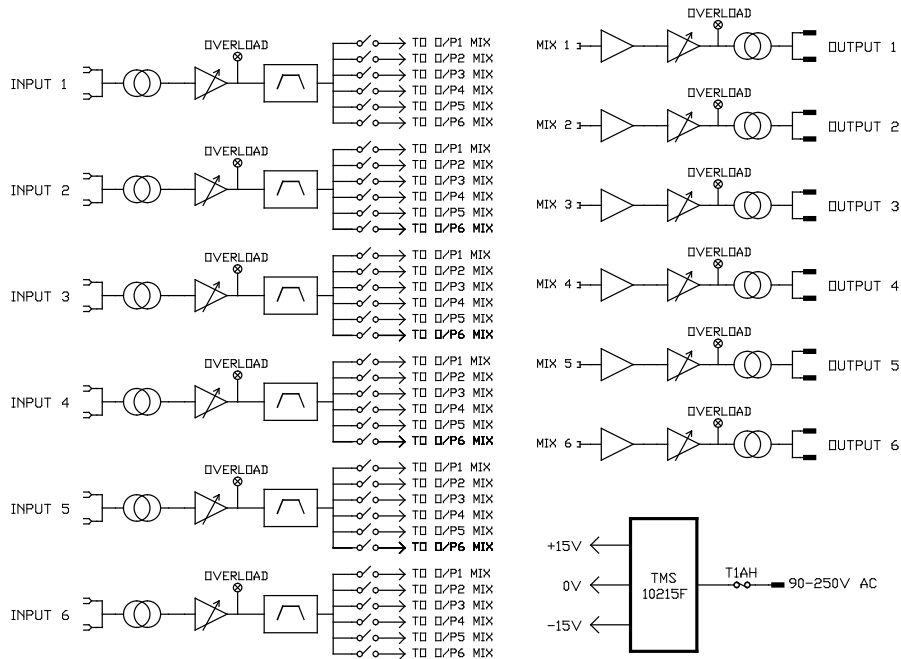 OVERLOAD
INPUT 1
TO O/P1 MIX
TO O/P2 MIX
TO O/P3 MIX
TO O/P4 MIX
TO O/P5 MIX
TO O/P6 MIX
OVERLOAD
INPUT 2
TO O/P1 MIX
TO O/P2 MIX
TO O/P3 MIX
TO O/P4 MIX
TO O/P5 MIX
TO O/P6 MIX
OVERLOAD
INPUT 3
TO O/P1 MIX
TO O/P2 MIX
TO O/P3 MIX
TO O/P4 MIX
TO O/P5 MIX
TO O/P6 MIX
OVERLOAD
INPUT 4
TO O/P1 MIX
TO O/P2 MIX
TO O/P3 MIX
TO O/P4 MIX
TO O/P5 MIX
TO O/P6 MIX
OVERLOAD
INPUT 5
TO O/P1 MIX
TO O/P2 MIX
TO O/P3 MIX
TO O/P4 MIX
TO O/P5 MIX
TO O/P6 MIX
OVERLOAD
INPUT 6
TO O/P1 MIX
TO O/P2 MIX
TO O/P3 MIX
TO O/P4 MIX
TO O/P5 MIX
TO O/P6 MIX
OVERLOAD
MIX 1
OUTPUT 1
OVERLOAD
MIX 2
OUTPUT 2
OVERLOAD
MIX 3
OUTPUT 3
OVERLOAD
MIX 4
OUTPUT 4
OVERLOAD
MIX 5
OUTPUT 5
OVERLOAD
MIX 6
OUTPUT 6
+15V
0V
-15V
TMS
10215F
T1AH
90-250V AC